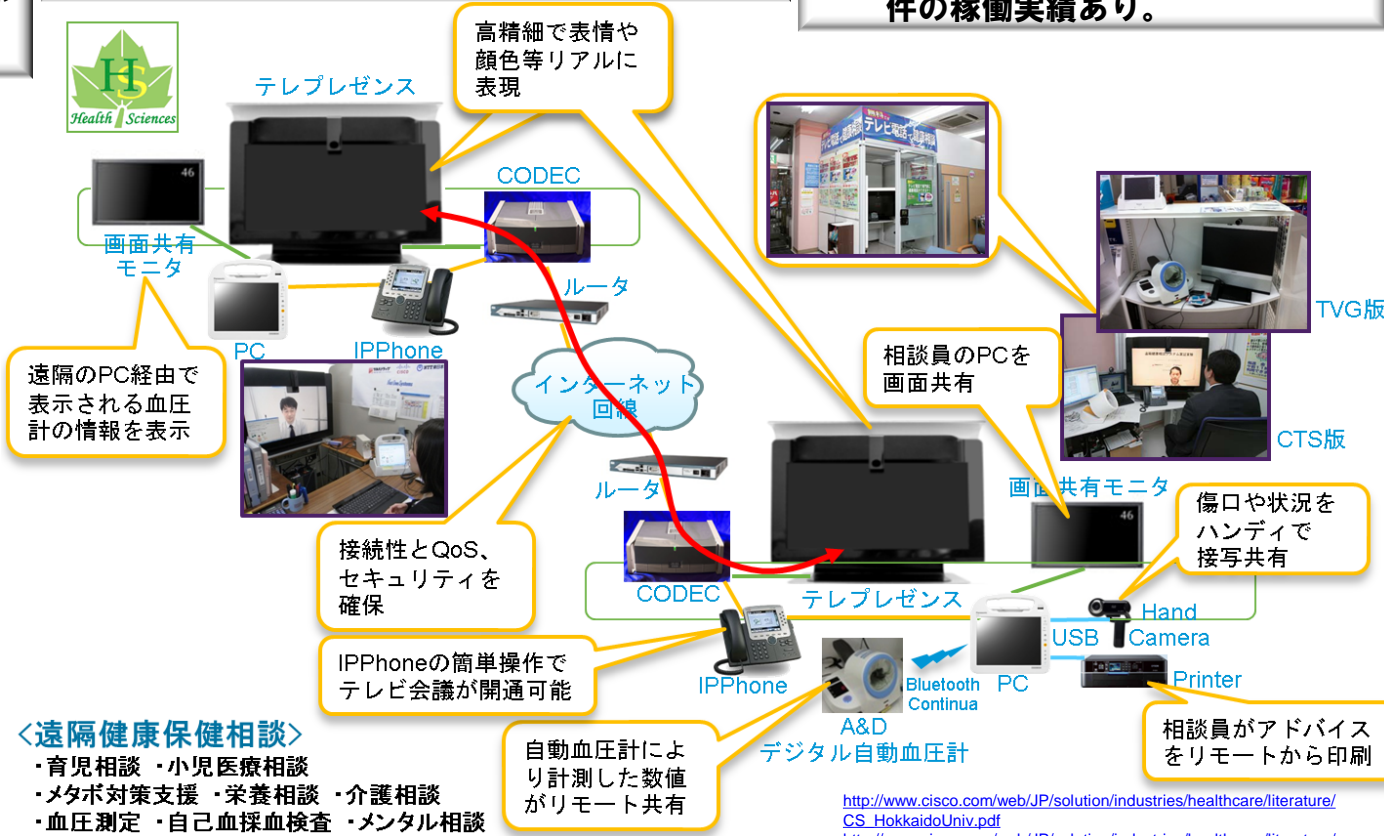 件の稼働実績あり。
HS
Health Sciences
テレプレゼンス
高精細で表情や
顔色等リアルに
表現
テレビ電話で健康相談
46
CODEC
画面共有
モニタ
ルータ
PC
IPPhone
TVG版
遠隔のPC経由で
表示される血圧
計の情報を表示
インターネット
回線
相談員のPCを
画面共有
CTS版
ルータ
画面共有モニタ
46
傷口や状況を
ハンディで
接写共有
接続性とQoS、
セキュリティを
確保
CODEC
テレプレゼンス
Hand
Camera
USB
IPPhoneの簡単操作で
テレビ会議が開通可能
IPPhone
Bluetooth
Continua
PC
Printer
A&D
デジタル自動血圧計
自動血圧計によ
り計測した数値
がリモート共有
相談員がアドバイス
をリモートから印刷
<遠隔健康保健相談>
・育児相談 ・小児医療相談
・メタボ対策支援 ・栄養相談 ・介護相談
・血圧測定 ・自己血採血検査 ・メンタル相談
http://www.cisco.com/web/JP/solution/industries/healthcare/literature/
CS_HokkaidoUniv.pdf